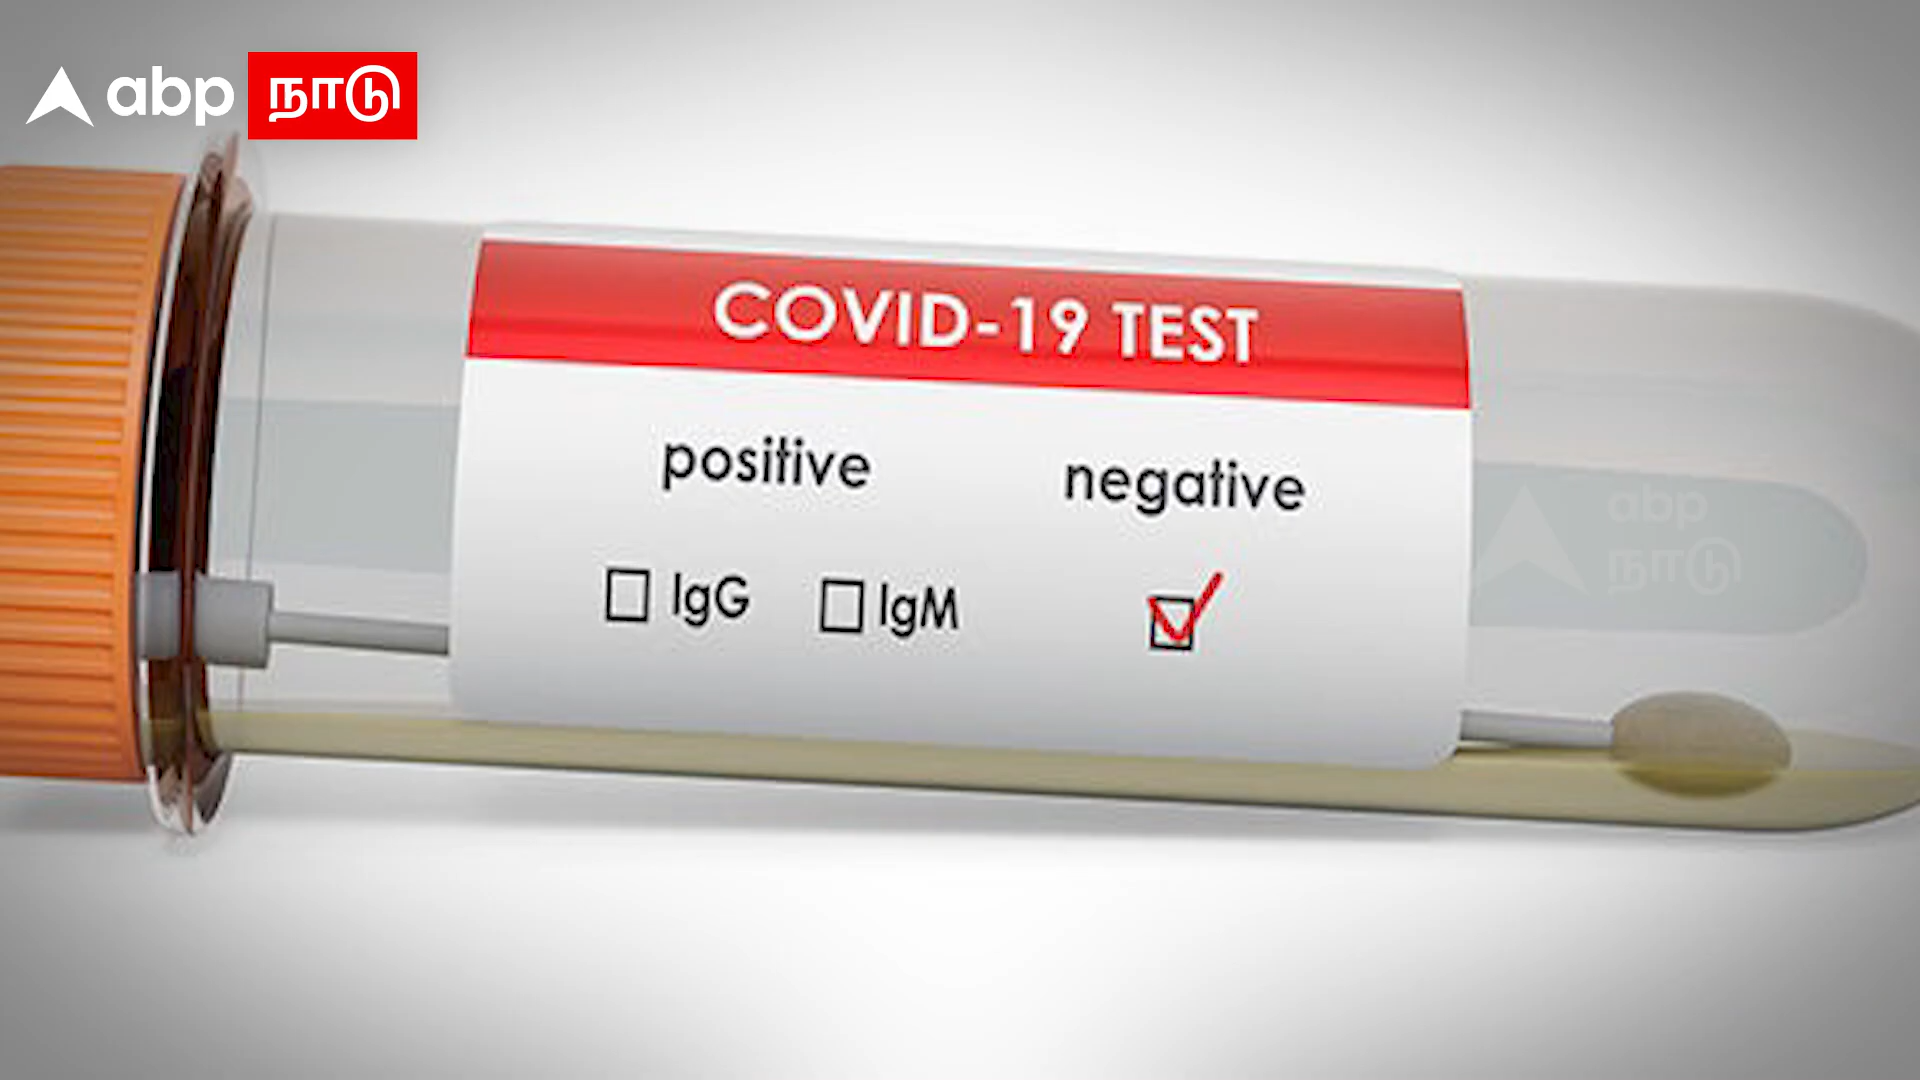 abp நாடு
COVID-19 TEST
positive negative
IgG IgM
abp
நாடு